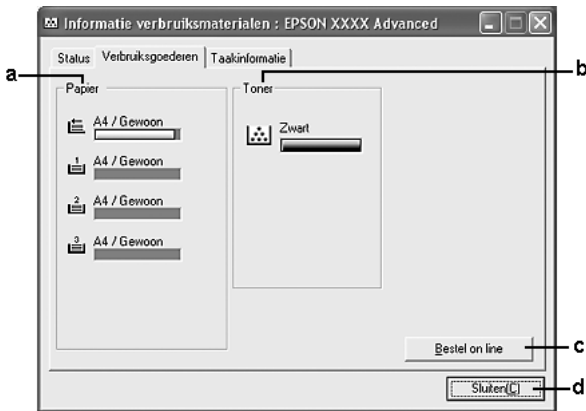 Informatie verbruiksmaterialen : EPSON XXXX Advanced
Status Verbruiksgoederen Taakinformatie
a
b
Papier
Toner
A4 / Gewoon
Zwart
1 A4 / Gewoon
2 A4 / Gewoon
3 A4 / Gewoon
Bestel on line
c
Sluiten(C)
d